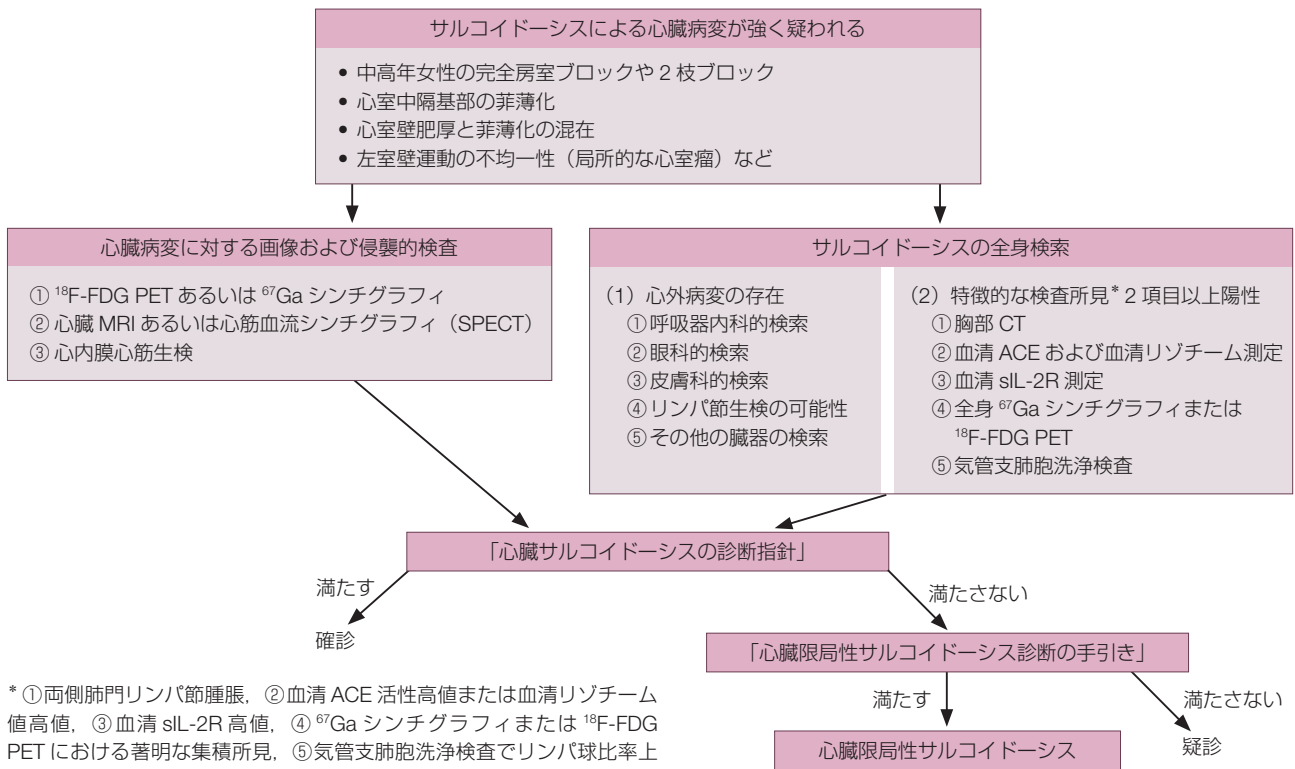 サルコイドーシスによる心臓病変が強く疑われる
• 中高年女性の完全房室ブロックや 2 枝ブロック
• 心室中隔基部の菲薄化
• 心室壁肥厚と菲薄化の混在
• 左室壁運動の不均一性（局所的な心室瘤）など
心臓病変に対する画像および侵襲的検査
① ¹⁸F-FDG PET あるいは ⁶⁷Ga シンチグラフィ
② 心臓 MRI あるいは心筋血流シンチグラフィ（SPECT）
③ 心内膜心筋生検
サルコイドーシスの全身検索
（1）心外病変の存在
①呼吸器内科的検索
②眼科的検索
③皮膚科的検索
④リンパ節生検の可能性
⑤その他の臓器の検索
（2）特徴的な検査所見* 2 項目以上陽性
①胸部 CT
②血清 ACE および血清リゾチーム測定
③血清 sIL-2R 測定
④全身 ⁶⁷Ga シンチグラフィまたは
¹⁸F-FDG PET
⑤気管支肺胞洗浄検査
「心臓サルコイドーシスの診断指針」
満たす
満たさない
確診
「心臓限局性サルコイドーシス診断の手引き」
満たす
満たさない
心臓限局性サルコイドーシス
疑診
* ①両側肺門リンパ節腫脹，②血清 ACE 活性高値または血清リゾチーム
値高値，③血清 sIL-2R 高値，④ ⁶⁷Ga シンチグラフィまたは ¹⁸F-FDG
PET における著明な集積所見，⑤気管支肺胞洗浄検査でリンパ球比率上